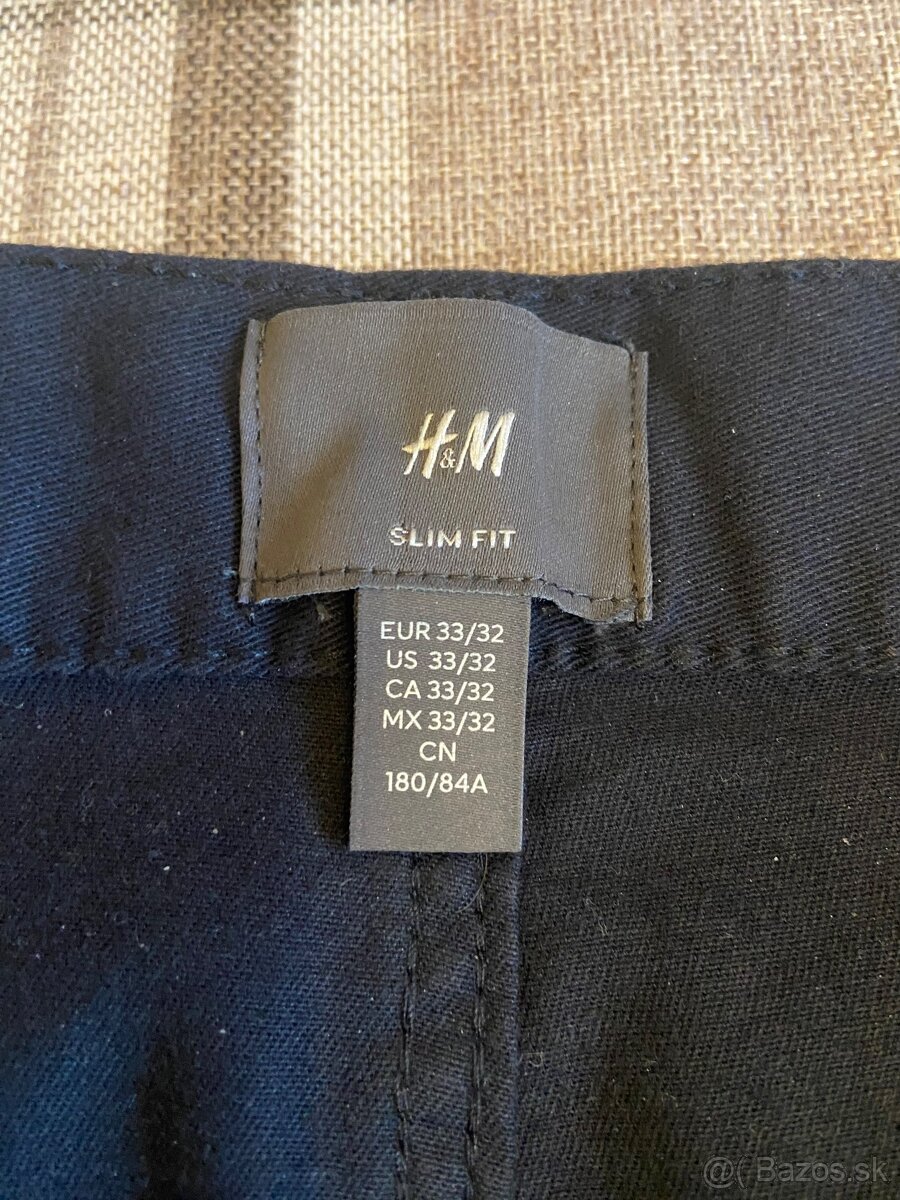 H&M
SLIM FIT
EUR 33/32
US 33/32
CA 33/32
MX 33/32
CN
180/84A
@( Bazos.sk